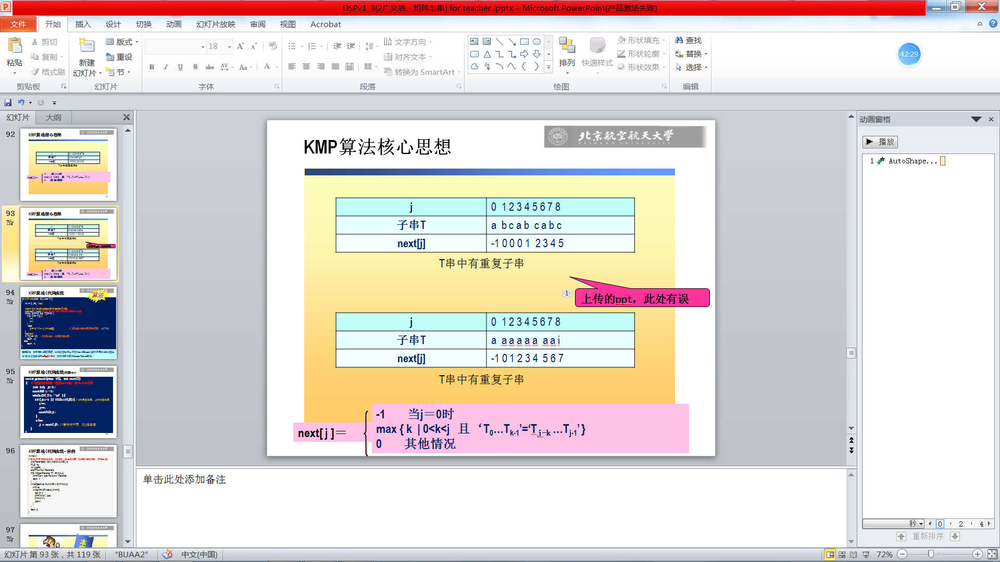 DSPv1_3(2广义表、矩阵与串) for teacher .pptx - Microsoft PowerPoint(产品激活失败)
文件 开始 插入 设计 切换 动画 幻灯片放映 审阅 视图 Acrobat
粘贴 剪切 复制 格式刷
剪贴板
新建幻灯片 版式 重设 节
幻灯片
18
字体
文字方向 对齐文本 转换为 SmartArt
段落
排列 快速样式 形状填充 形状轮廓 形状效果
绘图
查找 替换 选择
编辑
42:29
幻灯片 大纲
92
KMP算法核心思想
93
KMP算法核心思想
94
KMP算法C代码实现
算法
95
KMP算法C代码实现-计算next
96
KMP算法C代码实现-示例
97
KMP算法核心思想
北京航空航天大学
BEIHANG UNIVERSITY
j 0 1 2 3 4 5 6 7 8
子串T a b c a b c a b c
next[j] -1 0 0 0 1 2 3 4 5
T串中有重复子串
1
上传的ppt，此处有误
j 0 1 2 3 4 5 6 7 8
子串T a a a a a a a a i
next[j] -1 0 1 2 3 4 5 6 7
T串中有重复子串
next[ j ]＝
-1 当j＝0时
max { k | 0<k<j 且 ‘T0…Tk-1’=‘Tj-k …Tj-1’ }
0 其他情况
单击此处添加备注
动画窗格
播放
1 AutoShape...
秒 0 2 4
重新排序
幻灯片 第 93 张，共 119 张 “BUAA2” 中文(中国) 72%